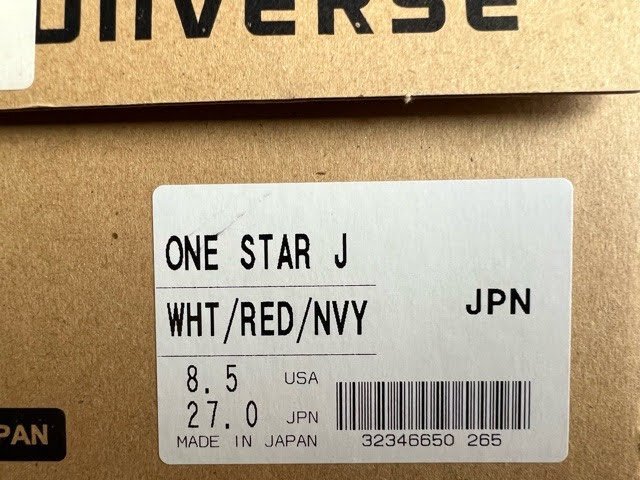 ONVERSE
ONE STAR J
WHT/RED/NVY
JPN
8.5 USA
27.0 JPN
MADE IN JAPAN
32346650 265
PAN